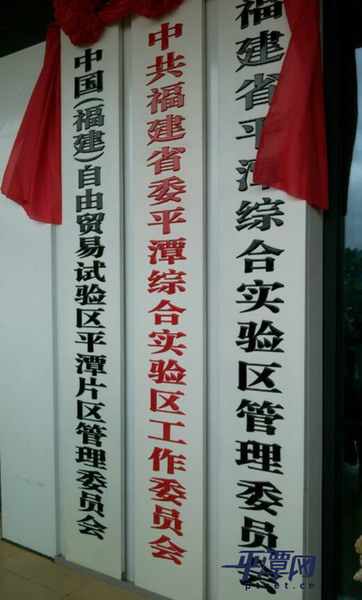 中国(福建)自由贸易试验区平潭片区管理委员会
中共福建省委平潭综合实验区工作委员会
福建省平潭综合实验区管理委员会
平潭网
ptnet.cn